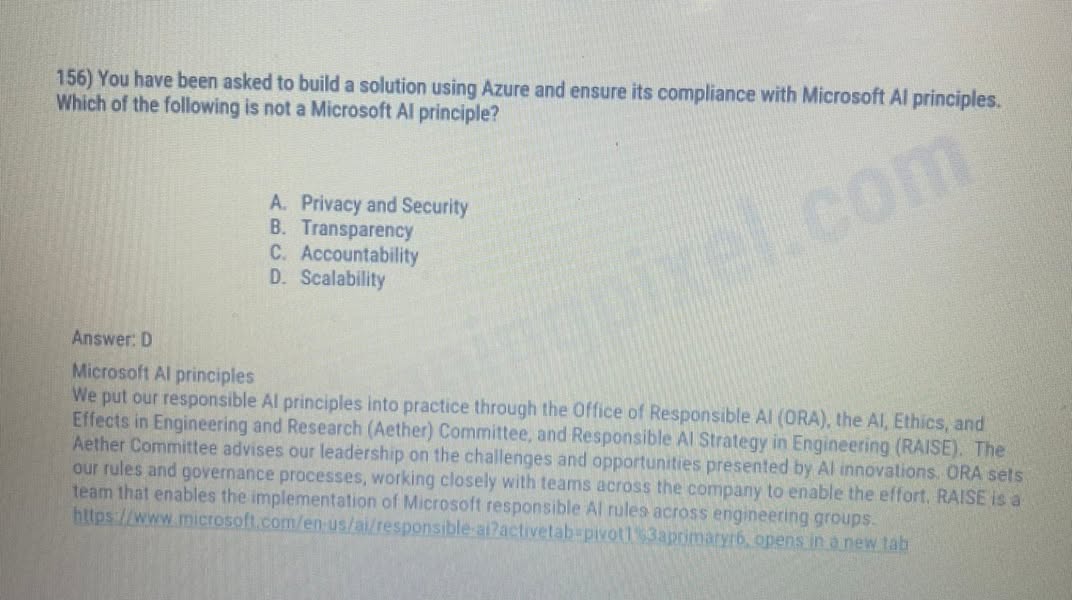 156) You have been asked to build a solution using Azure and ensure its compliance with Microsoft AI principles.
Which of the following is not a Microsoft AI principle?
A. Privacy and Security
B. Transparency
C. Accountability
D. Scalability
Answer: D
Microsoft AI principles
We put our responsible AI principles into practice through the Office of Responsible AI (ORA), the AI, Ethics, and
Effects in Engineering and Research (Aether) Committee, and Responsible AI Strategy in Engineering (RAISE). The
Aether Committee advises our leadership on the challenges and opportunities presented by AI innovations. ORA sets
our rules and governance processes, working closely with teams across the company to enable the effort. RAISE is a
team that enables the implementation of Microsoft responsible AI rules across engineering groups.
https://www.microsoft.com/en-us/ai/responsible-ai?activetab=pivot1%3aprimaryr6, opens in a new tab